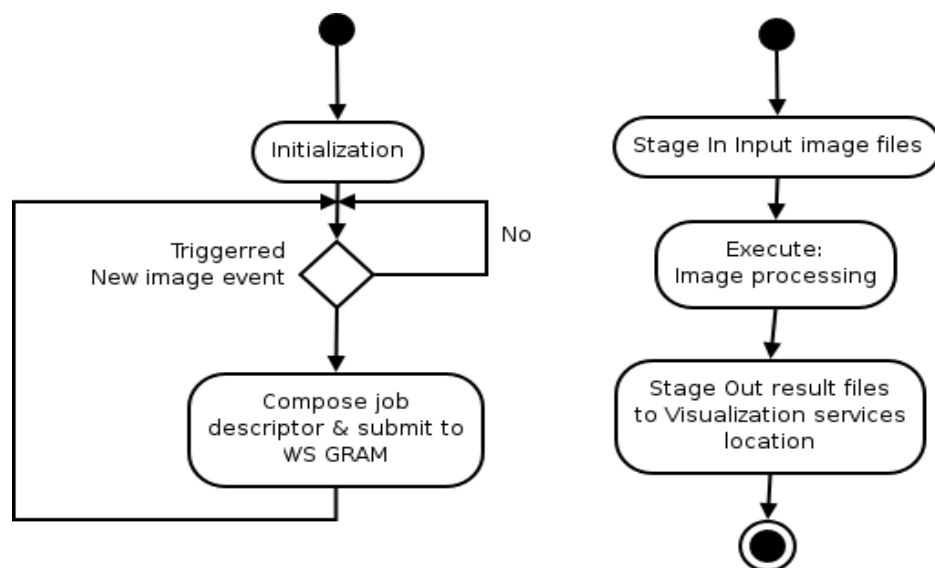 Initialization
Triggerred
New image event
No
Compose job
descriptor & submit to
WS GRAM
Stage In Input image files
Execute:
Image processing
Stage Out result files
to Visualization services
location